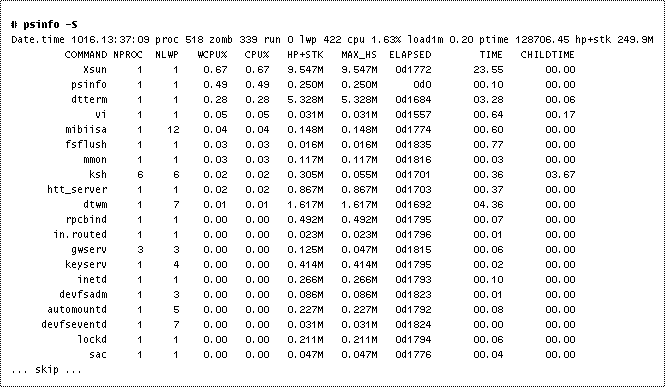 # psinfo -S
Date.time 1016.13:37:09 proc 518 zomb 339 run 0 lwp 422 cpu 1.63% load1m 0.20 ptime 128706.45 hp+stk 249.9M
COMMAND NPROC NLWP WCPU% CPU% HP+STK MAX_HS ELAPSED TIME CHILDTIME
Xsun 1 1 0.67 0.67 9.547M 9.547M 0d1772 23.55 00.00
psinfo 1 1 0.49 0.49 0.250M 0.250M 0d0 00.10 00.00
dtterm 1 1 0.28 0.28 5.328M 5.328M 0d1684 03.28 00.06
vi 1 1 0.05 0.05 0.031M 0.031M 0d1557 00.64 00.17
mibiisa 1 12 0.04 0.04 0.148M 0.148M 0d1774 00.60 00.00
fsflush 1 1 0.03 0.03 0.016M 0.016M 0d1835 00.77 00.00
mmon 1 1 0.03 0.03 0.117M 0.117M 0d1816 00.03 00.00
ksh 6 6 0.02 0.02 0.305M 0.055M 0d1701 00.36 03.67
htt_server 1 1 0.02 0.02 0.867M 0.867M 0d1703 00.37 00.00
dtwm 1 7 0.01 0.01 1.617M 1.617M 0d1692 04.36 00.00
rpcbind 1 1 0.00 0.00 0.492M 0.492M 0d1795 00.07 00.00
in.routed 1 1 0.00 0.00 0.023M 0.023M 0d1796 00.01 00.00
gwserv 3 3 0.00 0.00 0.125M 0.047M 0d1815 00.06 00.00
keyserv 1 4 0.00 0.00 0.414M 0.414M 0d1795 00.02 00.00
inetd 1 1 0.00 0.00 0.266M 0.266M 0d1793 00.10 00.00
devfsadm 1 3 0.00 0.00 0.086M 0.086M 0d1823 00.01 00.00
automountd 1 5 0.00 0.00 0.227M 0.227M 0d1792 00.08 00.00
devfseventd 1 7 0.00 0.00 0.031M 0.031M 0d1824 00.00 00.00
lockd 1 1 0.00 0.00 0.211M 0.211M 0d1794 00.06 00.00
sac 1 1 0.00 0.00 0.047M 0.047M 0d1776 00.04 00.00
... skip ...